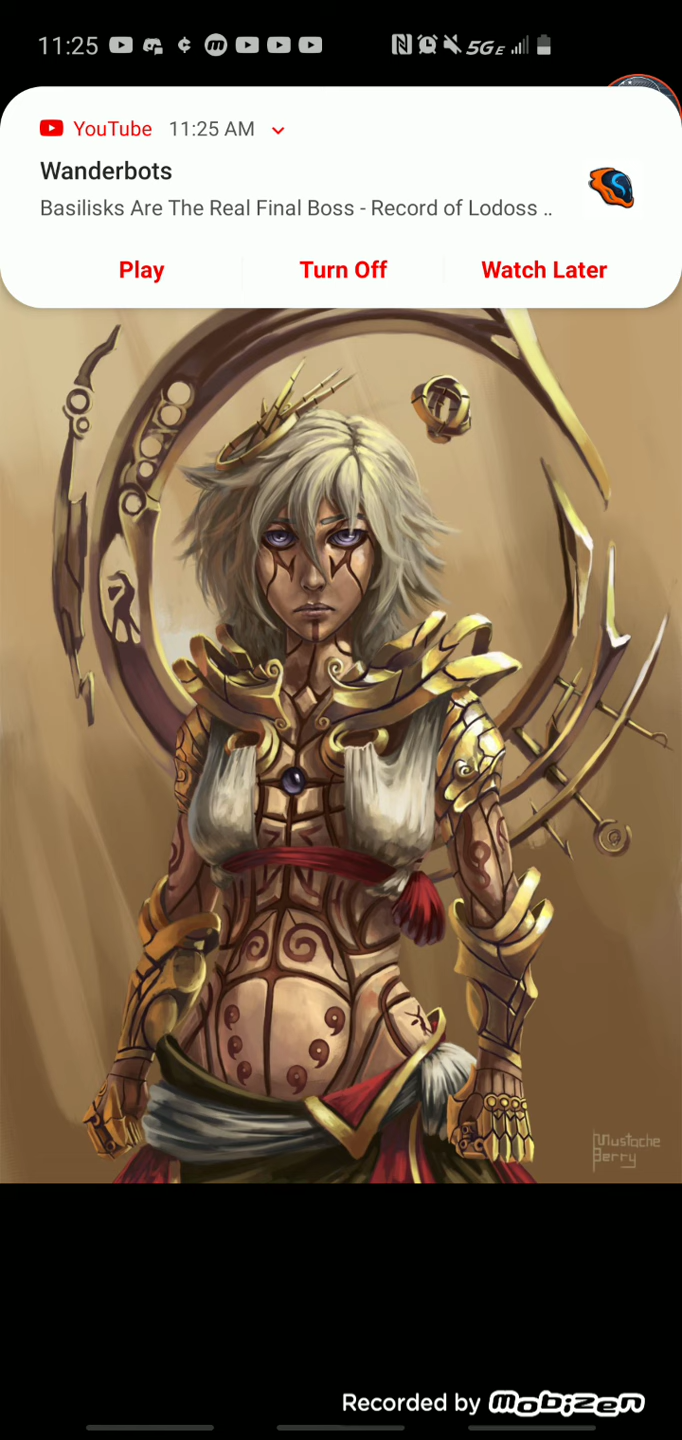 11:25 5GE
YouTube 11:25 AM
Wanderbots
Basilisks Are The Real Final Boss - Record of Lodoss ..
Play Turn Off Watch Later
Mustache
Berry
Recorded by mobizen